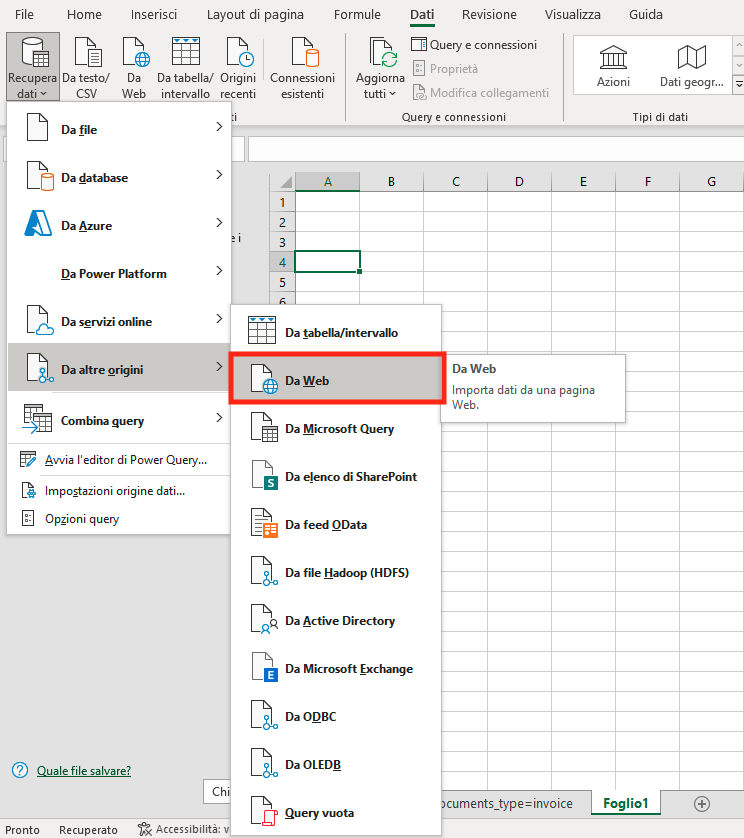 File Home Inserisci Layout di pagina Formule Dati Revisione Visualizza Guida
Recupera dati
Da testo/ CSV
Da Web
Da tabella/ intervallo
Origini recenti
Connessioni esistenti
Aggiorna tutti
Query e connessioni
Proprietà
Modifica collegamenti
Query e connessioni
Azioni
Dati geogr...
Tipi di dati
Da file
Da database
Da Azure
Da Power Platform
Da servizi online
Da altre origini
Combina query
Avvia l'editor di Power Query...
Impostazioni origine dati...
Opzioni query
e i
A B C D E F G
1
2
3
4
5
6
Da tabella/intervallo
Da Web
Da Microsoft Query
Da elenco di SharePoint
Da feed OData
Da file Hadoop (HDFS)
Da Active Directory
Da Microsoft Exchange
Da ODBC
Da OLEDB
Query vuota
Da Web
Importa dati da una pagina
Web.
Quale file salvare?
Chi
ocuments_type=invoice Foglio1
Pronto Recuperato Accessibilità: v